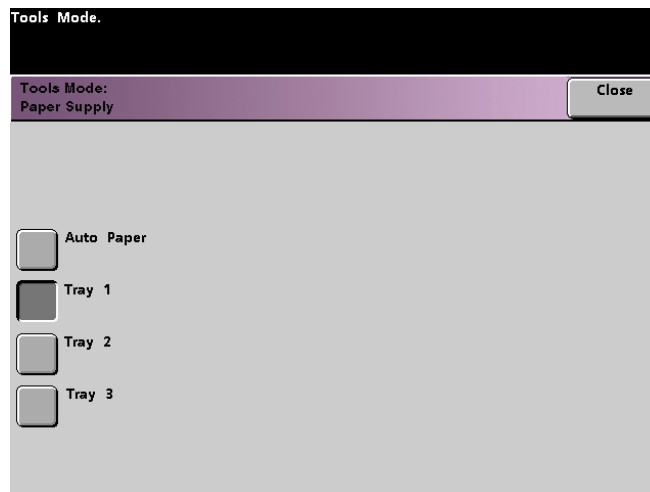 Tools Mode.
Tools Mode:
Paper Supply
Close
Auto Paper
Tray 1
Tray 2
Tray 3